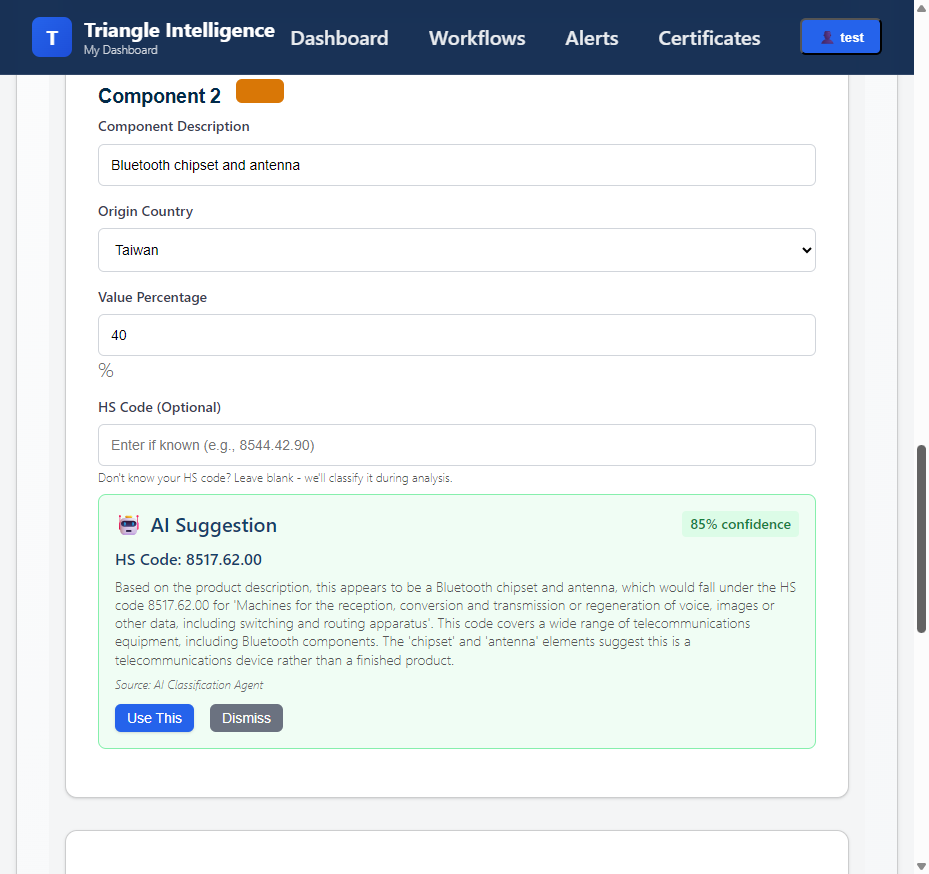 T
Triangle Intelligence
My Dashboard
Dashboard
Workflows
Alerts
Certificates
test
Component 2
Component Description
Bluetooth chipset and antenna
Origin Country
Taiwan
Value Percentage
40
%
HS Code (Optional)
Enter if known (e.g., 8544.42.90)
Don't know your HS code? Leave blank - we'll classify it during analysis.
AI Suggestion
85% confidence
HS Code: 8517.62.00
Based on the product description, this appears to be a Bluetooth chipset and antenna, which would fall under the HS
code 8517.62.00 for 'Machines for the reception, conversion and transmission or regeneration of voice, images or
other data, including switching and routing apparatus'. This code covers a wide range of telecommunications
equipment, including Bluetooth components. The 'chipset' and 'antenna' elements suggest this is a
telecommunications device rather than a finished product.
Source: AI Classification Agent
Use This
Dismiss